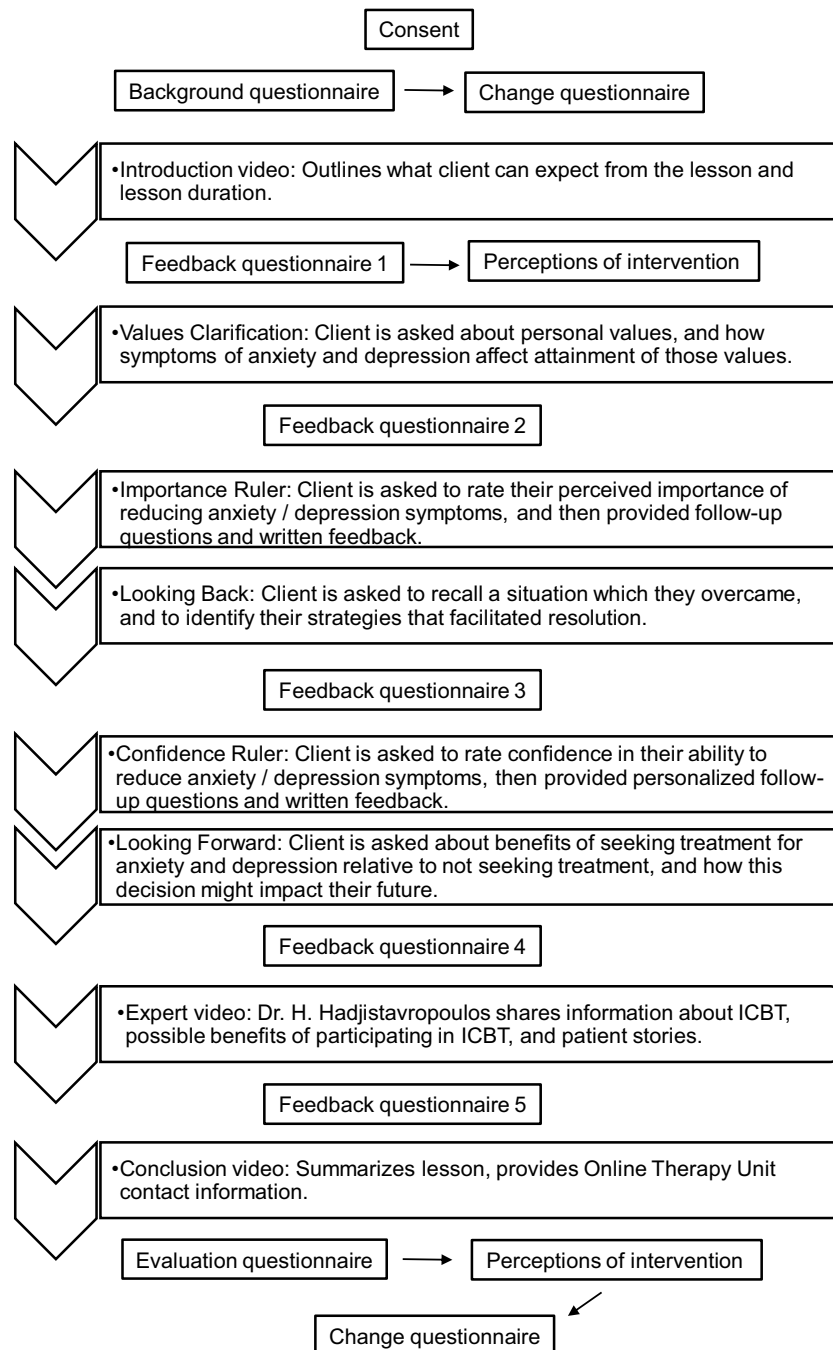 Consent
Background questionnaire
Change questionnaire
•Introduction video: Outlines what client can expect from the lesson and
lesson duration.
Feedback questionnaire 1
Perceptions of intervention
•Values Clarification: Client is asked about personal values, and how
symptoms of anxiety and depression affect attainment of those values.
Feedback questionnaire 2
•Importance Ruler: Client is asked to rate their perceived importance of
reducing anxiety / depression symptoms, and then provided follow-up
questions and written feedback.
•Looking Back: Client is asked to recall a situation which they overcame,
and to identify their strategies that facilitated resolution.
Feedback questionnaire 3
•Confidence Ruler: Client is asked to rate confidence in their ability to
reduce anxiety / depression symptoms, then provided personalized follow-
up questions and written feedback.
•Looking Forward: Client is asked about benefits of seeking treatment for
anxiety and depression relative to not seeking treatment, and how this
decision might impact their future.
Feedback questionnaire 4
•Expert video: Dr. H. Hadjistavropoulos shares information about ICBT,
possible benefits of participating in ICBT, and patient stories.
Feedback questionnaire 5
•Conclusion video: Summarizes lesson, provides Online Therapy Unit
contact information.
Evaluation questionnaire
Perceptions of intervention
Change questionnaire